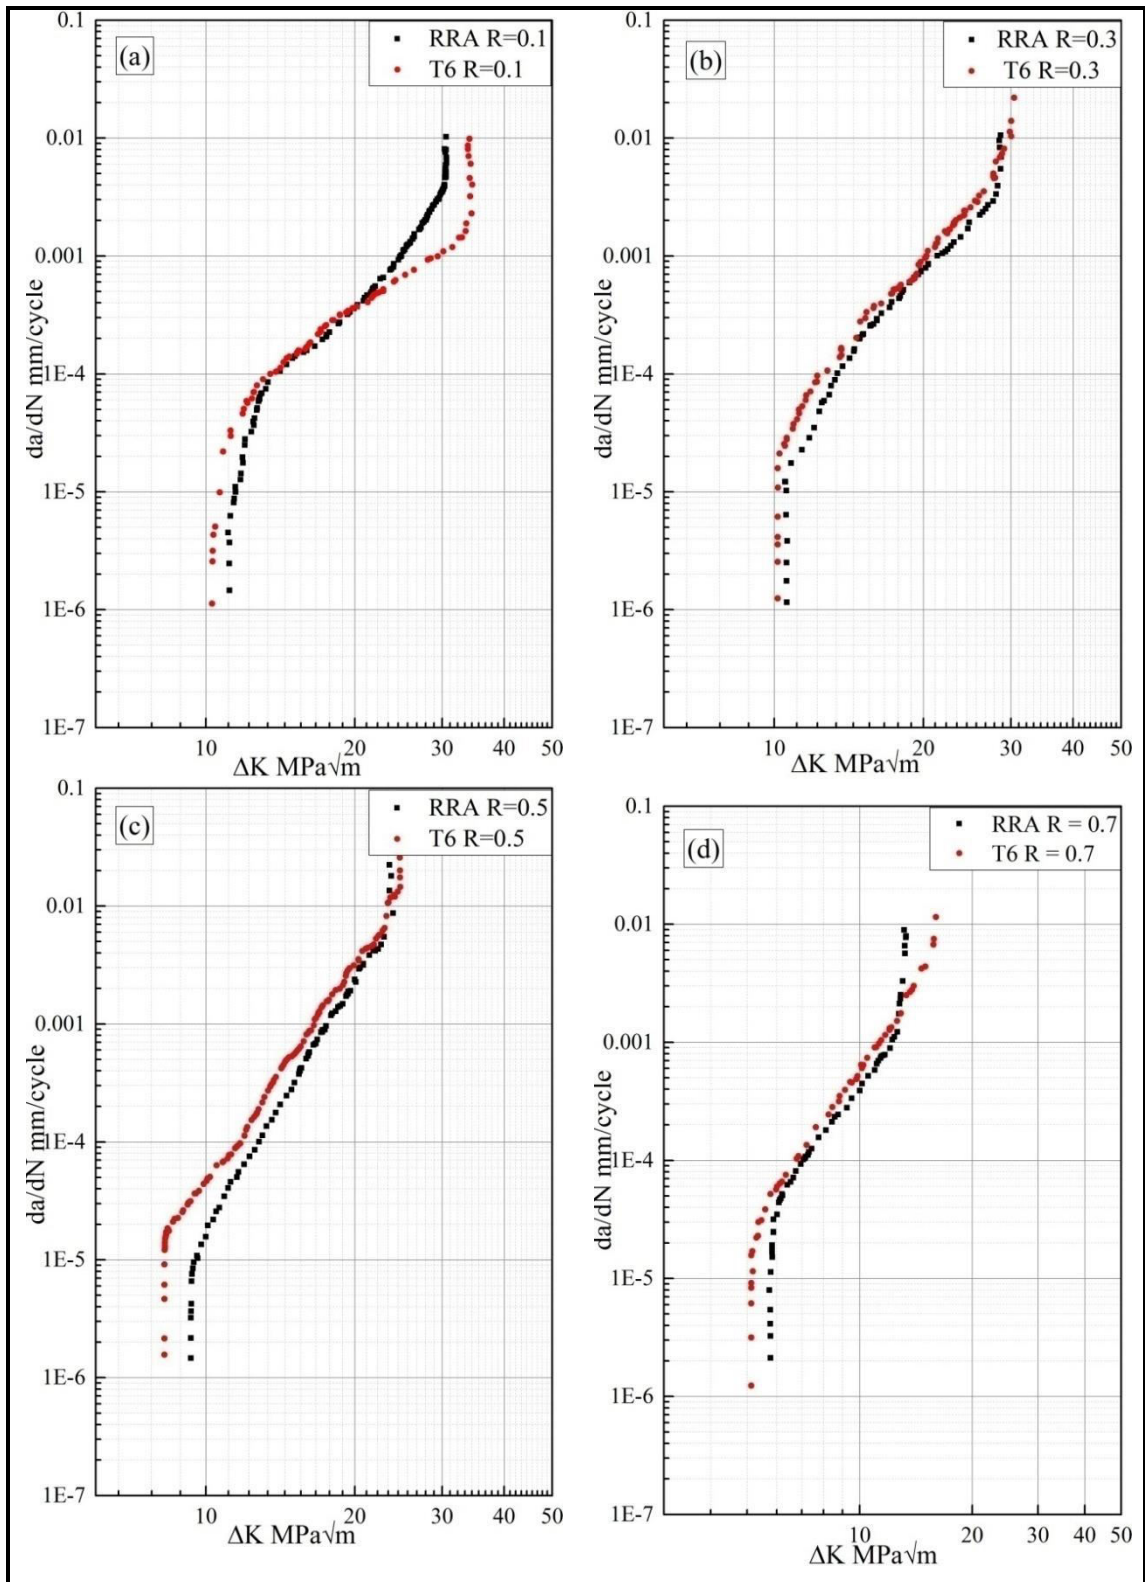 (a)
RRA R=0.1
T6 R=0.1
0.1
0.01
0.001
1E-4
1E-5
1E-6
1E-7
da/dN mm/cycle
10
20
30
40
50
ΔK MPa√m
(b)
RRA R=0.3
T6 R=0.3
0.1
0.01
0.001
1E-4
1E-5
1E-6
1E-7
da/dN mm/cycle
10
20
30
40
50
ΔK MPa√m
(c)
RRA R=0.5
T6 R=0.5
0.1
0.01
0.001
1E-4
1E-5
1E-6
1E-7
da/dN mm/cycle
10
20
30
40
50
ΔK MPa√m
(d)
RRA R = 0.7
T6 R = 0.7
0.1
0.01
0.001
1E-4
1E-5
1E-6
1E-7
da/dN mm/cycle
10
20
30
40
50
ΔK MPa√m